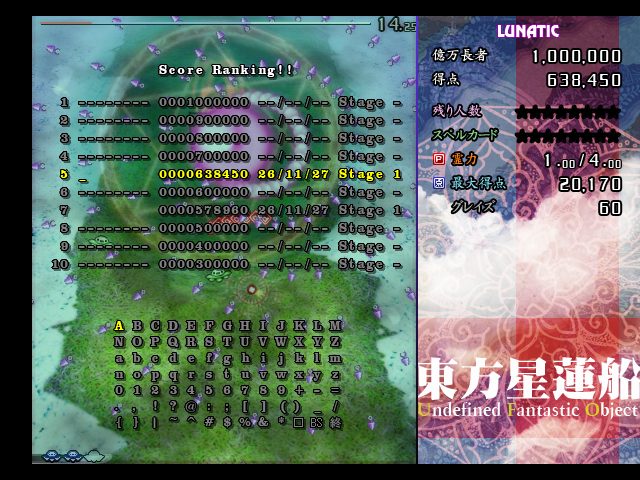 14.25
Score Ranking!!
1 -------- 0001000000 --/--/-- Stage -
2 -------- 0000900000 --/--/-- Stage -
3 -------- 0000800000 --/--/-- Stage -
4 -------- 0000700000 --/--/-- Stage -
5 _ 0000638450 26/11/27 Stage 1
6 -------- 0000600000 --/--/-- Stage -
7 -------- 0000578960 26/11/27 Stage 1
8 -------- 0000500000 --/--/-- Stage -
9 -------- 0000400000 --/--/-- Stage -
10 -------- 0000300000 --/--/-- Stage -
A B C D E F G H I J K L M
N O P Q R S T U V W X Y Z
a b c d e f g h i j k l m
n o p q r s t u v w x y z
0 1 2 3 4 5 6 7 8 9 + - =
. , ! ? @ : ; [ ] ( ) _ /
{ } | ~ ^ # $ % & * □ BS 終
LUNATIC
億万長者 1,000,000
得点 638,450
残り人数 ★★★★★★★★
スペルカード ★★★★★★★★
P 霊力 1.00/4.00
点 最大得点 20,170
グレイズ 60
東方星蓮船
Undefined Fantastic Object